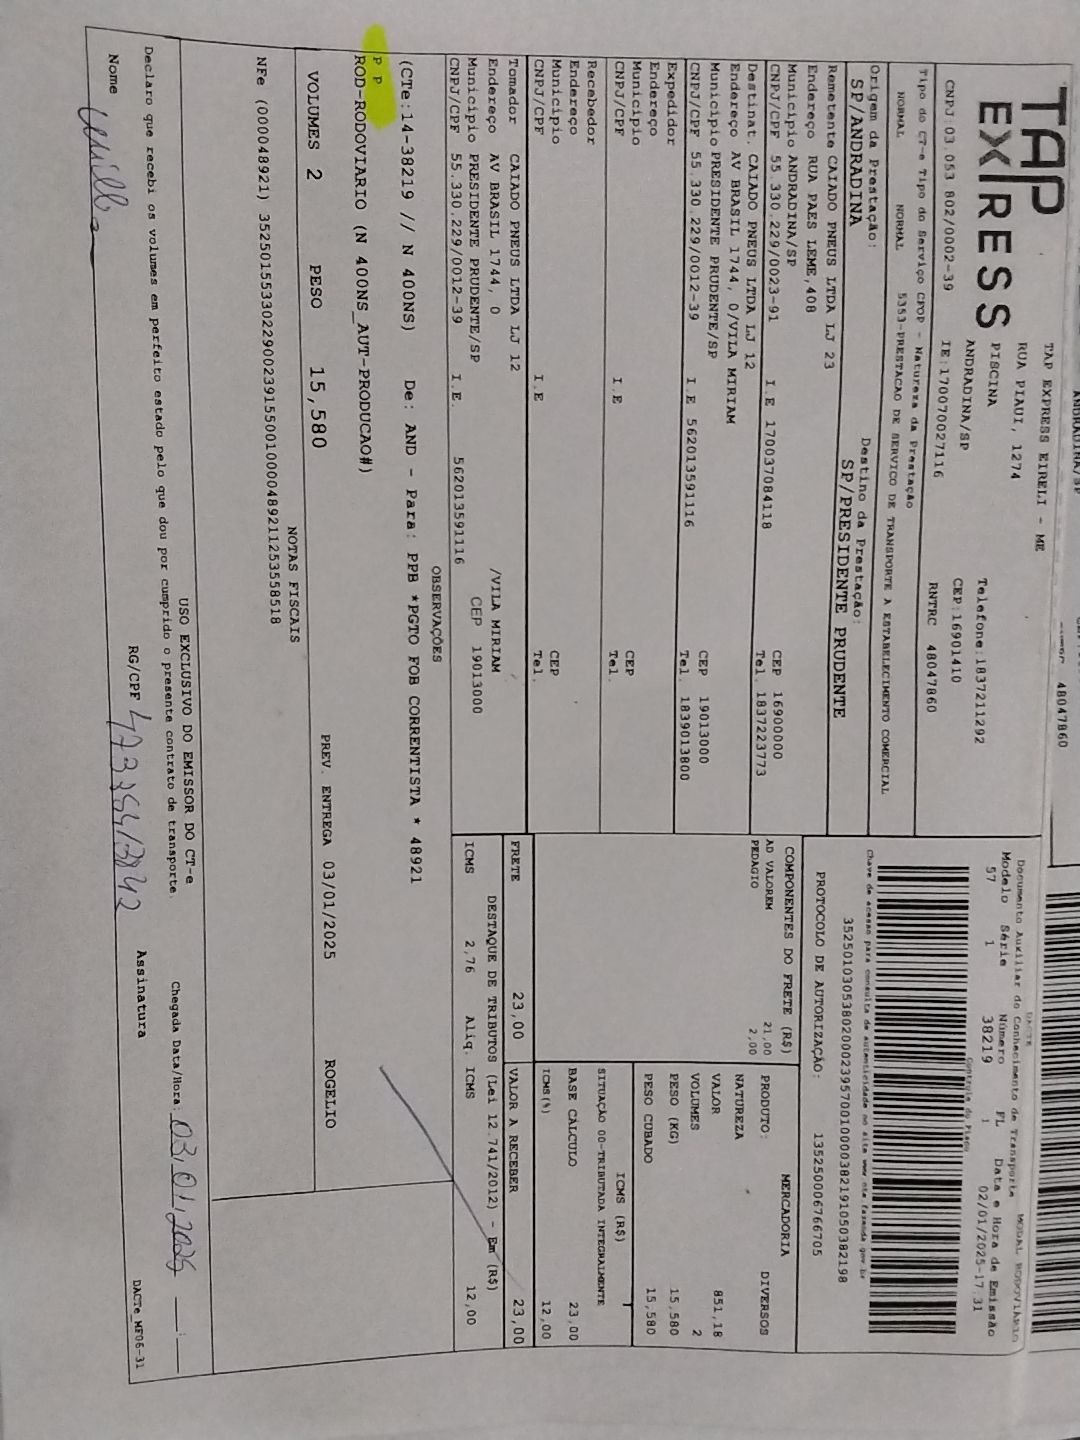 ANDRADINA/SP
48047860
TAP
EXPRESS
TAP EXPRESS EIRELI - ME
RUA PIAUI, 1274
PISCINA
ANDRADINA/SP
Telefone:1837211292
CEP:16901410
CNPJ:03.053.802/0002-39
IE:170070027116
RNTRC 48047860
Tipo do CT-e Tipo do Serviço CFOP - Natureza da Prestação
NORMAL NORMAL 5353-PRESTACAO DE SERVICO DE TRANSPORTE A ESTABELECIMENTO COMERCIAL
Origem da Prestação: Destino da Prestação:
SP/ANDRADINA SP/PRESIDENTE PRUDENTE
Remetente CAIADO PNEUS LTDA LJ 23
Endereço RUA PAES LEME,408
Município ANDRADINA/SP CEP 16900000
CNPJ/CPF 55.330.229/0023-91 I.E 170037084118 Tel. 1837223773
Destinat. CAIADO PNEUS LTDA LJ 12
Endereço AV BRASIL 1744, 0/VILA MIRIAM
Município PRESIDENTE PRUDENTE/SP CEP 19013000
CNPJ/CPF 55.330.229/0012-39 I.E 562013591116 Tel. 1839013800
Expedidor
Endereço
Município CEP
CNPJ/CPF I.E Tel.
Recebedor
Endereço
Município CEP
CNPJ/CPF I.E Tel.
Tomador CAIADO PNEUS LTDA LJ 12
Endereço AV BRASIL 1744, 0 /VILA MIRIAM
Município PRESIDENTE PRUDENTE/SP CEP 19013000
CNPJ/CPF 55.330.229/0012-39 I.E. 562013591116
DACTE
Documento Auxiliar do Conhecimento de Transporte MODAL RODOVIARIO
Modelo Série Número FL Data e Hora de Emissão
57 1 38219 1 02/01/2025-17.31
Controle do Fisco
Chave de acesso para consulta de autenticidade no site www.cte.fazenda.gov.br
35250103053802000239570010000382191050382198
PROTOCOLO DE AUTORIZAÇÃO: 135250006766705
COMPONENTES DO FRETE (R$)
AD VALOREM 21,00
PEDAGIO 2,00
MERCADORIA
PRODUTO: DIVERSOS
NATUREZA
VALOR 851,18
VOLUMES 2
PESO (KG) 15,580
PESO CUBADO 15,580
ICMS (R$)
SITUAÇÃO 00-TRIBUTADA INTEGRALMENTE
BASE CALCULO 23,00
ICMS(%) 12,00
FRETE 23,00 VALOR A RECEBER 23,00
DESTAQUE DE TRIBUTOS (Lei 12.741/2012) - Em (R$)
ICMS 2,76 Aliq. ICMS 12,00
OBSERVAÇÕES
(CTe:14-38219 // N 400NS) De: AND - Para: PPB *PGTO FOB CORRENTISTA * 48921
P P
ROD-RODOVIARIO (N 400NS_AUT-PRODUCAO#)
VOLUMES 2 PESO 15,580 PREV. ENTREGA 03/01/2025 ROGELIO
NOTAS FISCAIS
NFe (000048921) 35250155330229002391550010000489211253558518
USO EXCLUSIVO DO EMISSOR DO CT-e
Declaro que recebi os volumes em perfeito estado pelo que dou por cumprido o presente contrato de transporte. Chegada Data/Hora: 03,01,2025 __:__
Nome RG/CPF Assinatura
DACTe_MF06-31